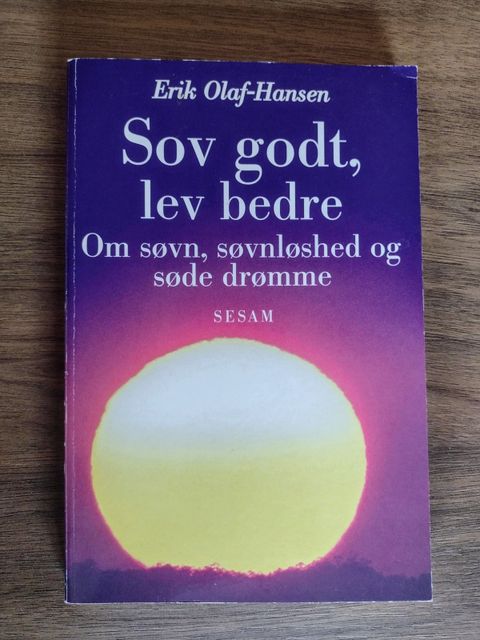 Erik Olaf-Hansen
Sov godt,
lev bedre
Om søvn, søvnløshed og
søde drømme
SESAM